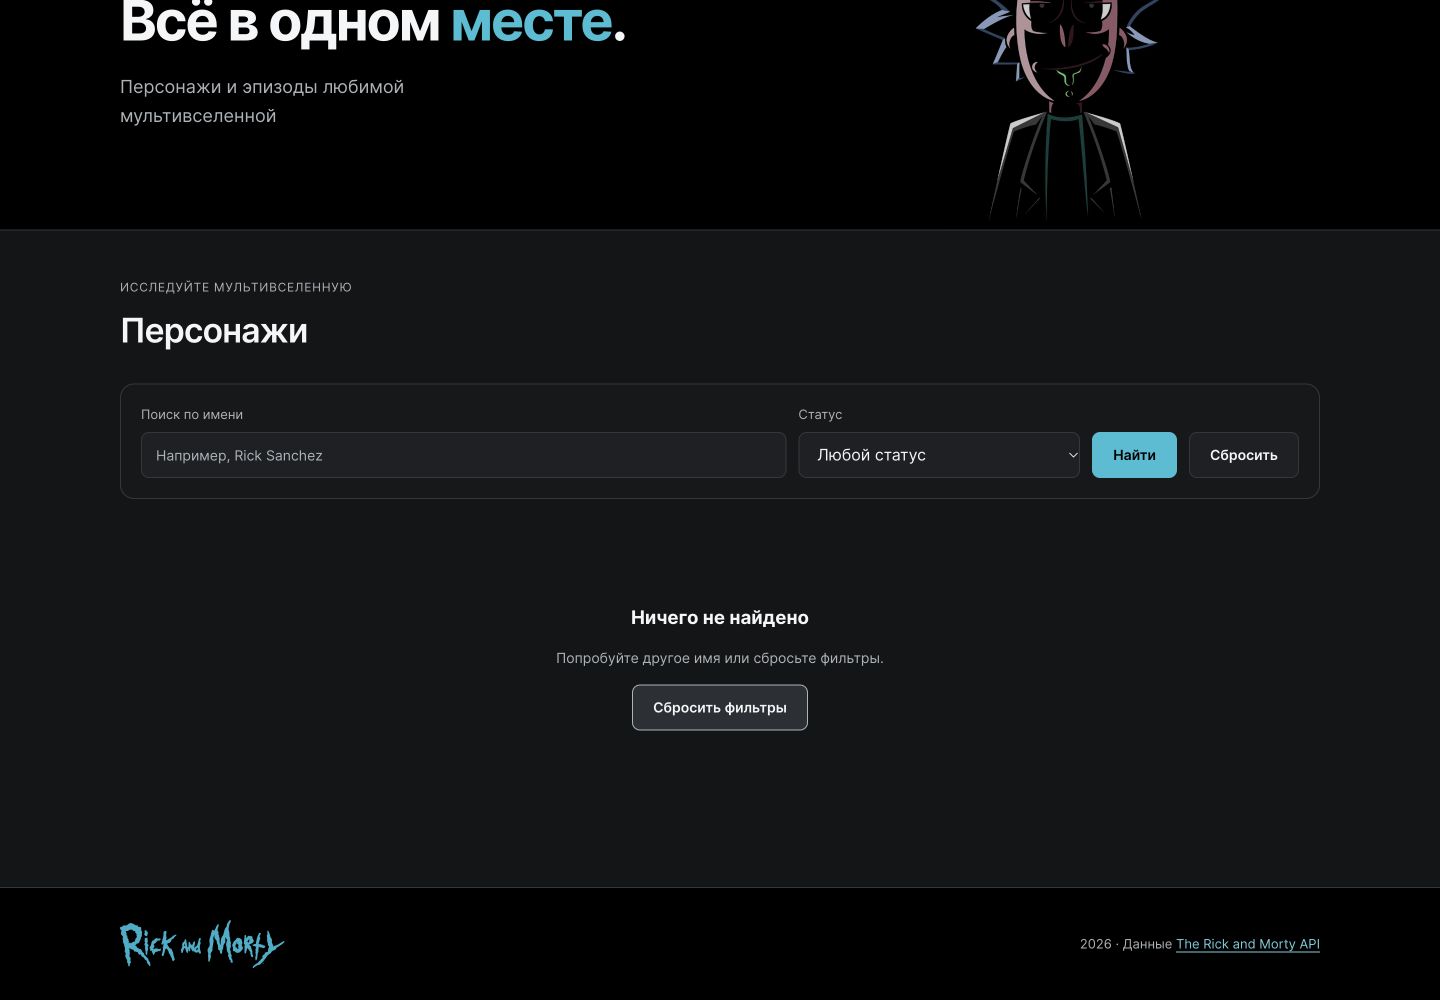 Всё в одном месте.
Персонажи и эпизоды любимой
мультивселенной
ИССЛЕДУЙТЕ МУЛЬТИВСЕЛЕННУЮ
Персонажи
Поиск по имени
Статус
Например, Rick Sanchez
Любой статус
Найти
Сбросить
Ничего не найдено
Попробуйте другое имя или сбросьте фильтры.
Сбросить фильтры
Rick and Morty
2026 · Данные The Rick and Morty API